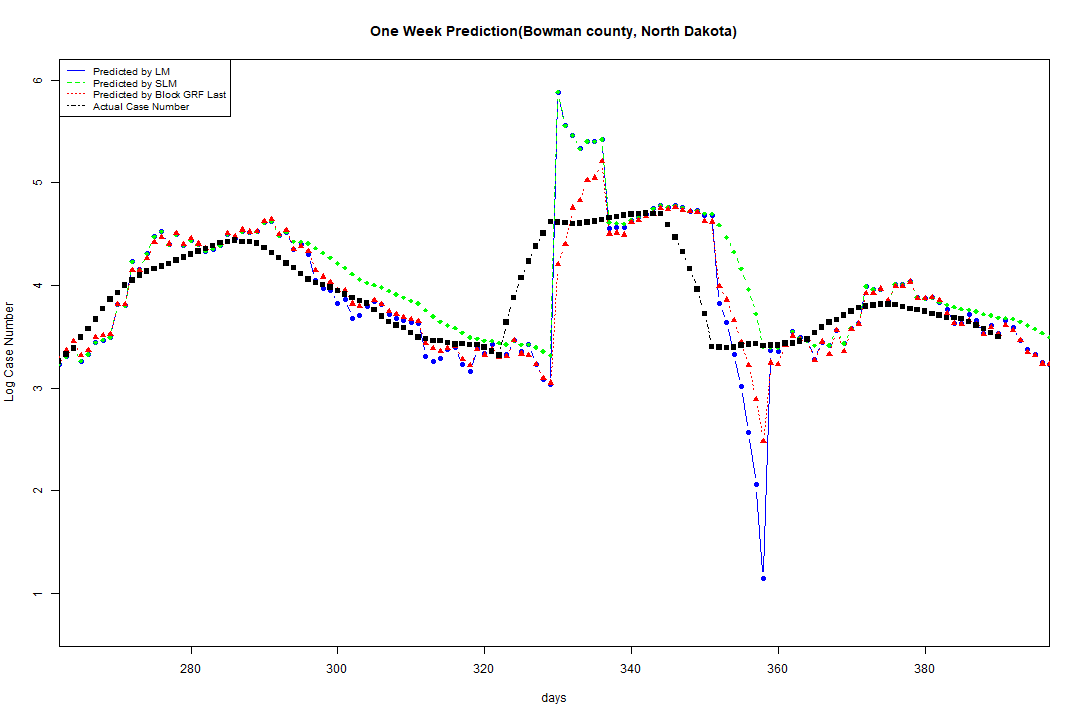 One Week Prediction(Bowman county, North Dakota)
Predicted by LM
Predicted by SLM
Predicted by Block GRF Last
Actual Case Number
Log Case Number
6
5
4
3
2
1
280 300 320 340 360 380
days